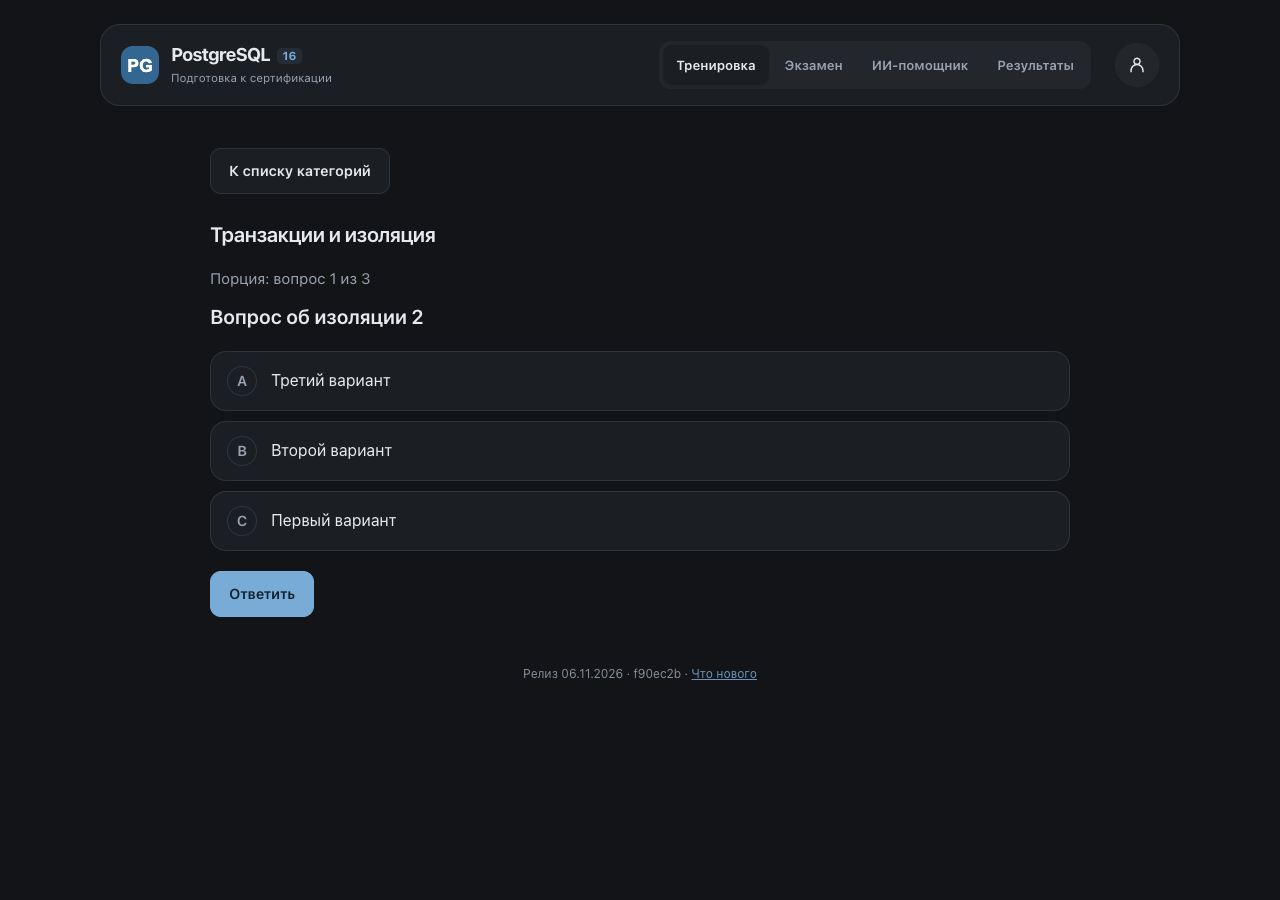 PG
PostgreSQL 16
Подготовка к сертификации
Тренировка
Экзамен
ИИ-помощник
Результаты
К списку категорий
Транзакции и изоляция
Порция: вопрос 1 из 3
Вопрос об изоляции 2
A Третий вариант
B Второй вариант
C Первый вариант
Ответить
Релиз 06.11.2026 · f90ec2b · Что нового